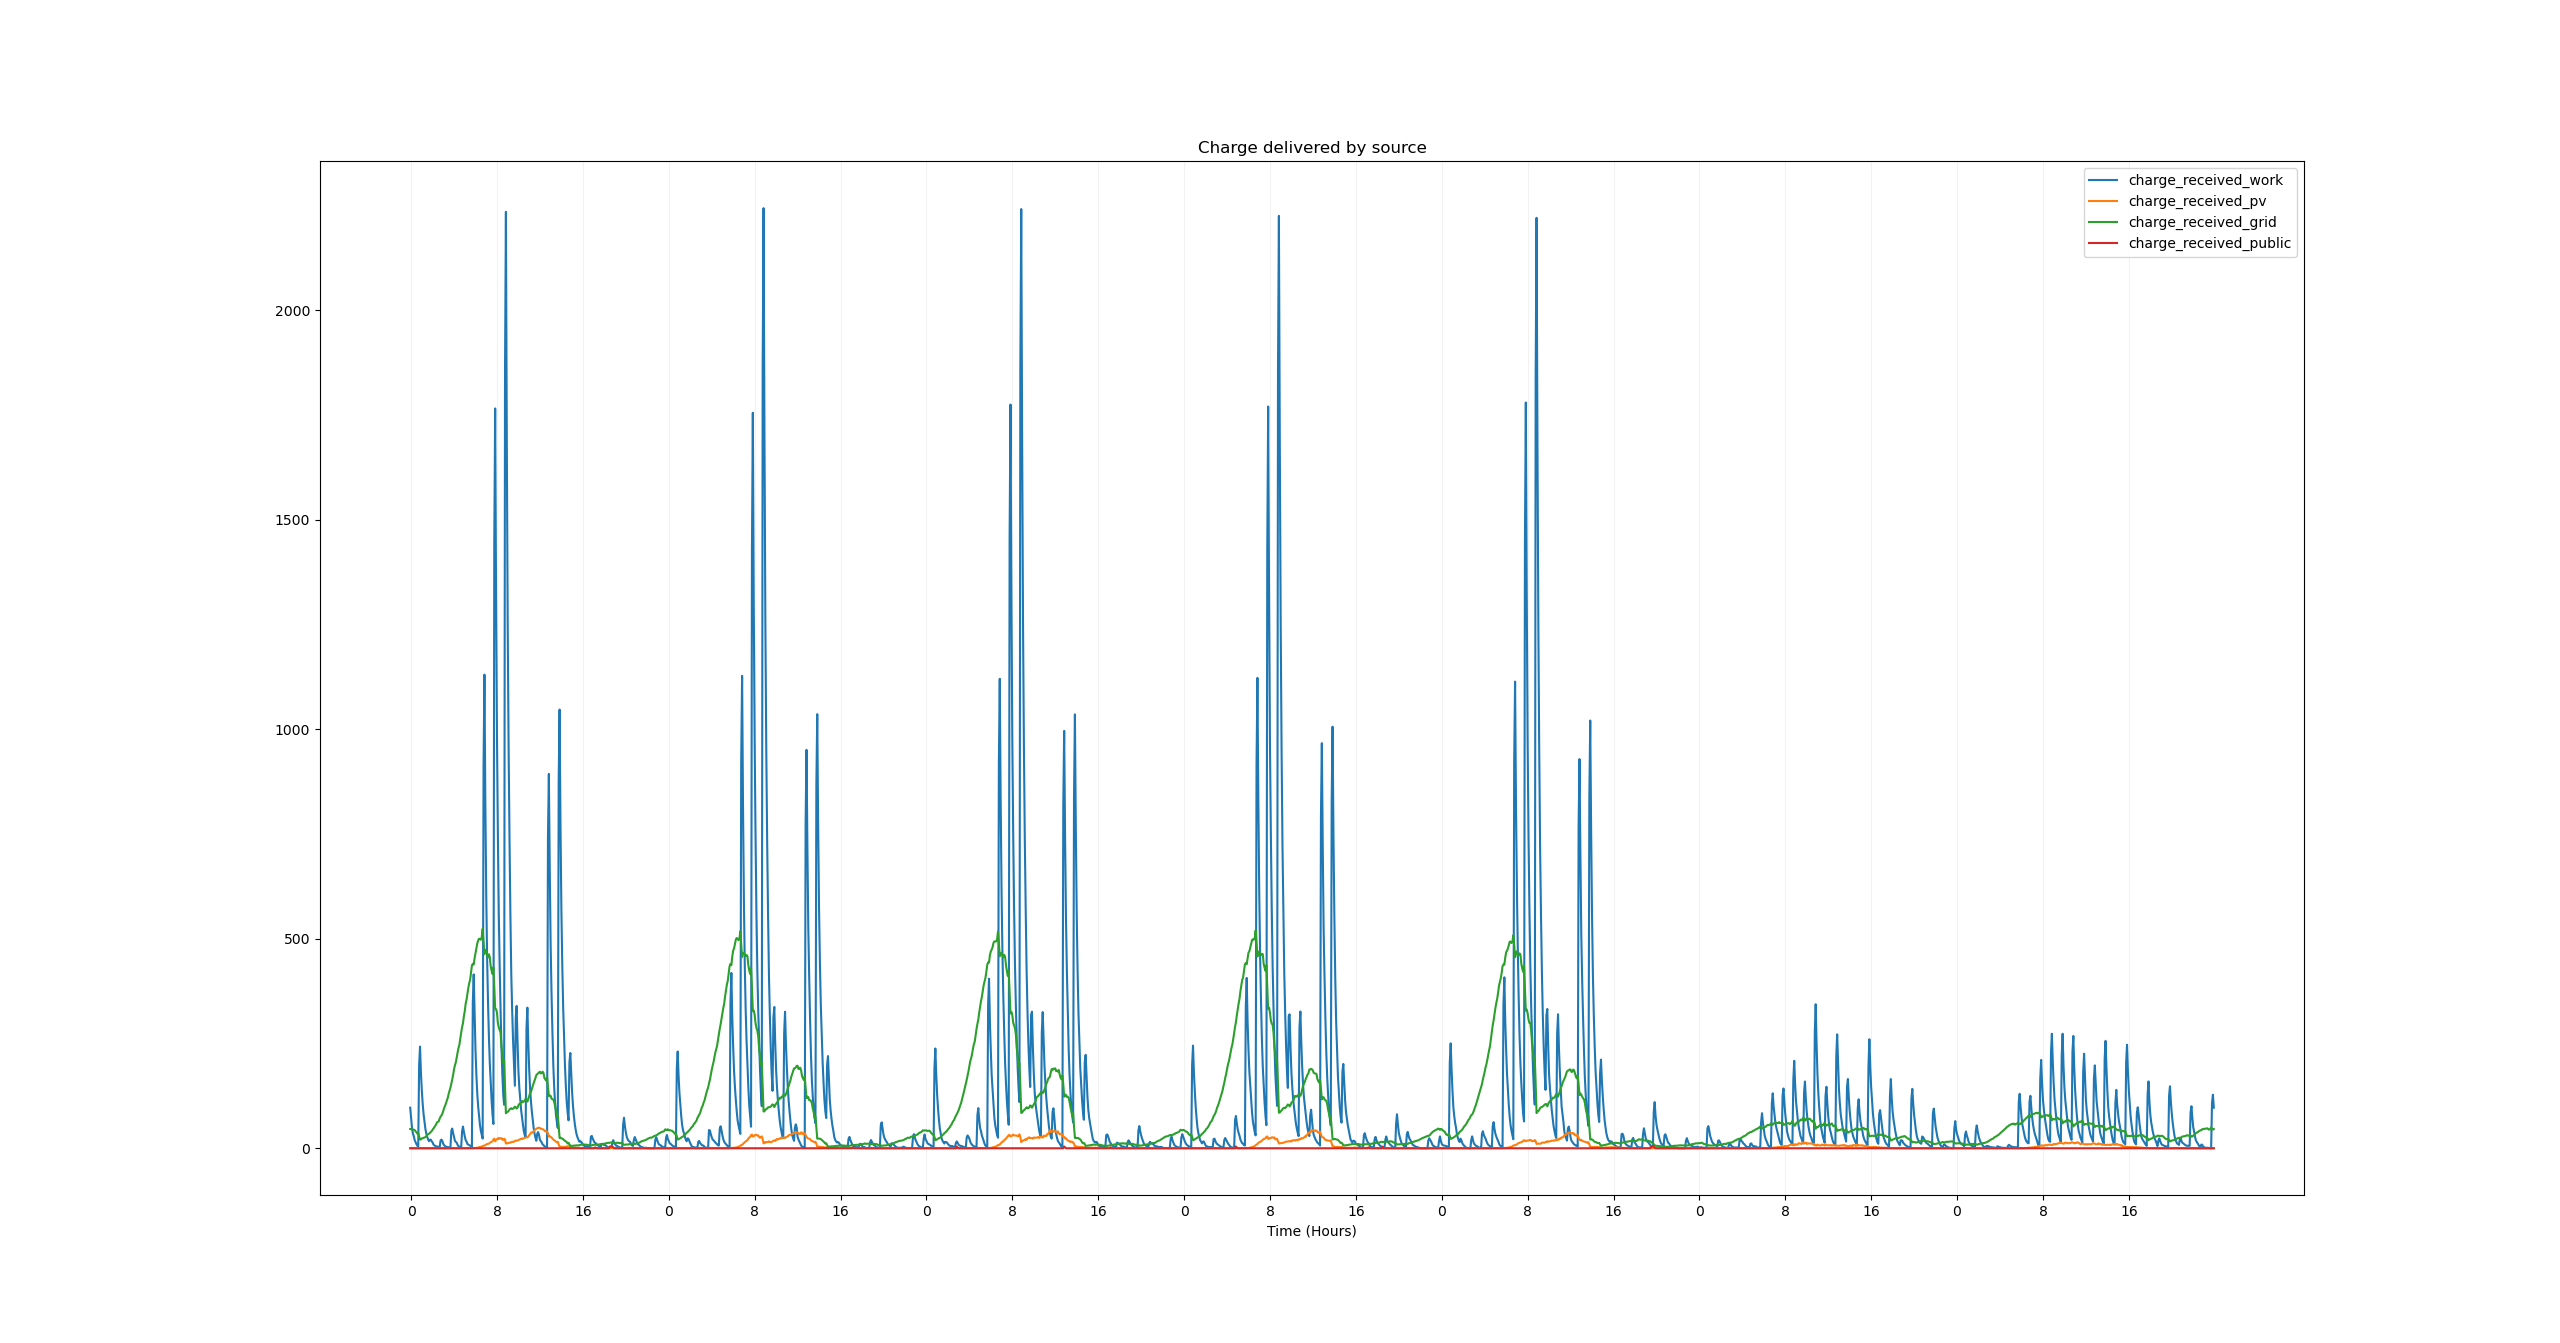 Charge delivered by source
charge_received_work
charge_received_pv
charge_received_grid
charge_received_public
2000
1500
1000
500
0
0 8 16 0 8 16 0 8 16 0 8 16 0 8 16 0 8 16 0 8 16
Time (Hours)